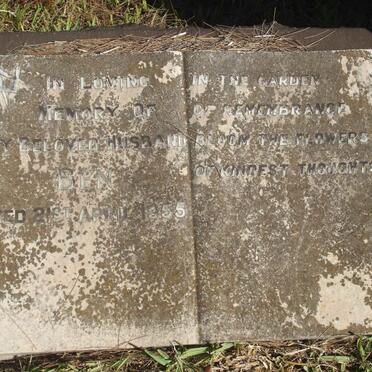 IN LOVING
MEMORY OF
Y BELOVED HUSBAND
BEN
ED 21ST APRIL 1955
IN THE GARDEN
OF REMEMBRANCE
BLOOM THE FLOWERS
OF KINDEST THOUGHTS